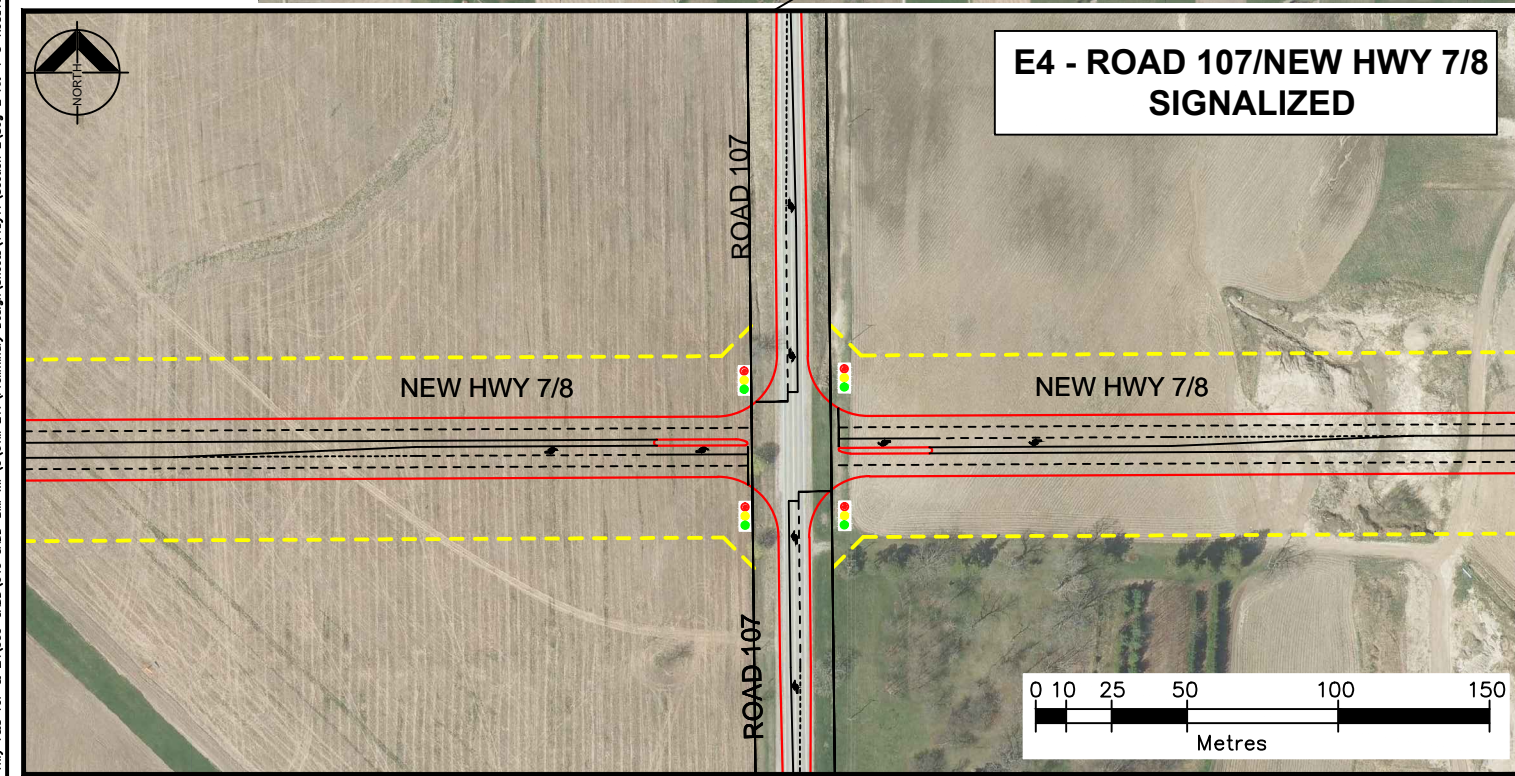 NORTH
E4 - ROAD 107/NEW HWY 7/8
SIGNALIZED
ROAD 107
NEW HWY 7/8
NEW HWY 7/8
ROAD 107
0 10 25 50 100 150
Metres